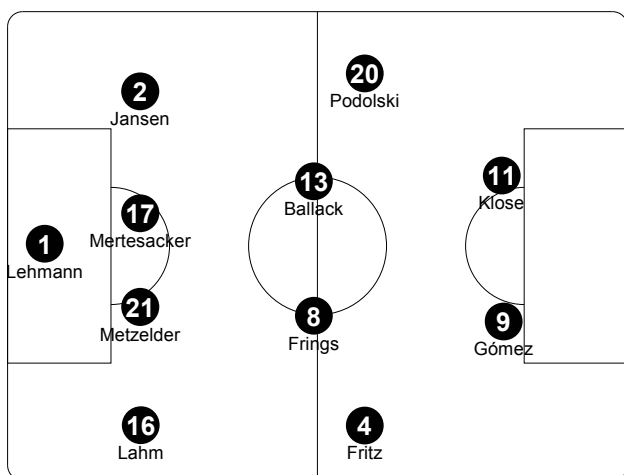 20
Podolski
2
Jansen
13
Ballack
11
Klose
17
Mertesacker
1
Lehmann
21
Metzelder
8
Frings
9
Gómez
16
Lahm
4
Fritz